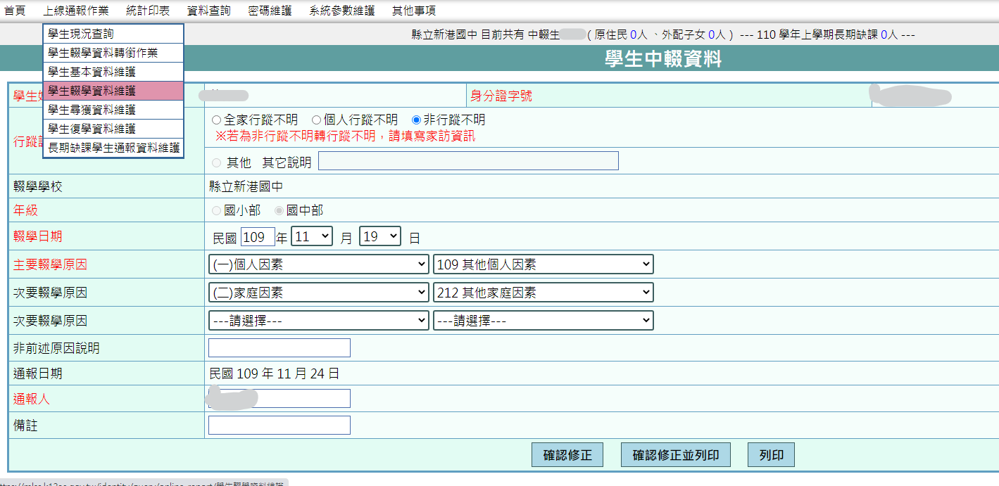 首頁 上線通報作業 統計印表 資料查詢 密碼維護 系統參數維護 其他事項
縣立新港國中 目前共有 中輟生 ( 原住民 0人 、外配子女 0人 ) --- 110 學年上學期長期缺課 0人 ---
學生現況查詢
學生輟學資料轉銜作業
學生基本資料維護
學生輟學資料維護
學生尋獲資料維護
學生復學資料維護
長期缺課學生通報資料維護
學生中輟資料
學生
身分證字號
行蹤
全家行蹤不明 個人行蹤不明 非行蹤不明
※若為非行蹤不明轉行蹤不明，請填寫家訪資訊
其他 其它說明
輟學學校 縣立新港國中
年級 國小部 國中部
輟學日期 民國 109 年 11 月 19 日
主要輟學原因 (一)個人因素 109 其他個人因素
次要輟學原因 (二)家庭因素 212 其他家庭因素
次要輟學原因 ---請選擇--- ---請選擇---
非前述原因說明
通報日期 民國 109 年 11 月 24 日
通報人
備註
確認修正 確認修正並列印 列印